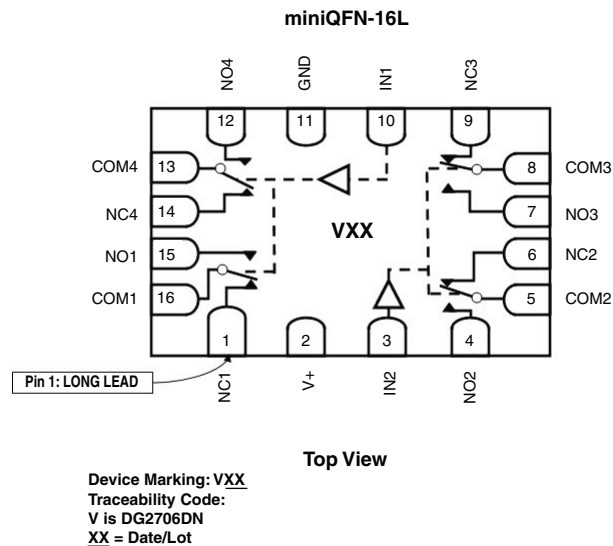 miniQFN-16L
NO4
GND
IN1
NC3
12
11
10
9
COM4
13
8
COM3
NC4
14
7
NO3
VXX
NO1
15
6
NC2
COM1
16
5
COM2
1
2
3
4
Pin 1: LONG LEAD
NC1
V+
IN2
NO2
Top View
Device Marking: VXX
Traceability Code:
V is DG2706DN
XX = Date/Lot